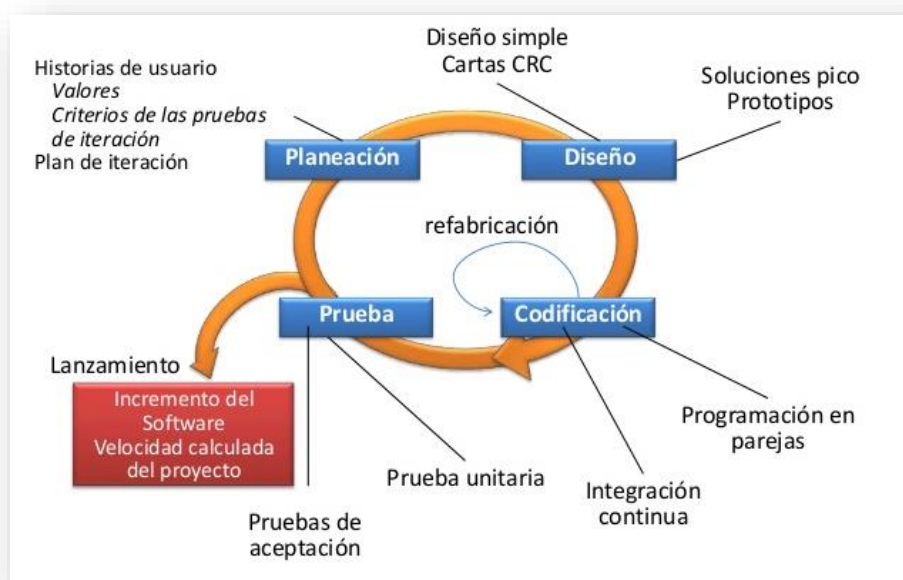 Historias de usuario
Valores
Criterios de las pruebas
de iteración
Plan de iteración
Planeación
Diseño simple
Cartas CRC
Soluciones pico
Prototipos
Diseño
refabricación
Prueba
Codificación
Lanzamiento
Incremento del
Software
Velocidad calculada
del proyecto
Prueba unitaria
Pruebas de
aceptación
Integración
continua
Programación en
parejas